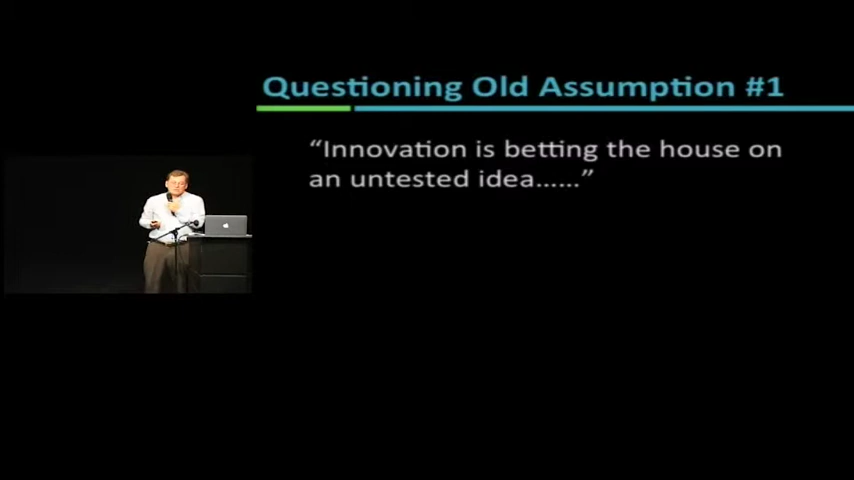 Questioning Old Assumption #1
“Innovation is betting the house on
an untested idea……”